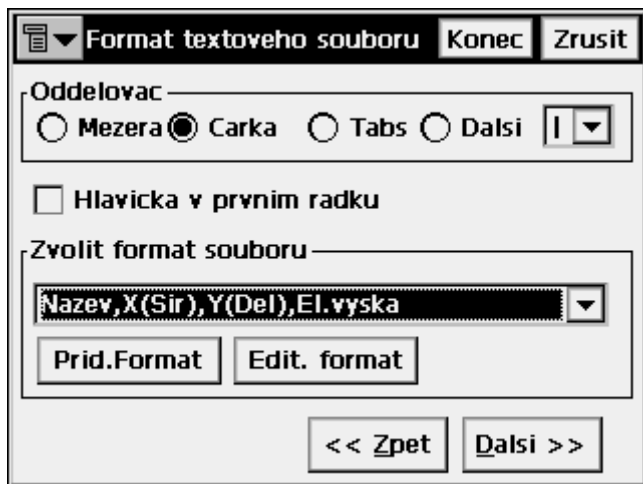 Format textoveho souboru Konec Zrusit
Oddelovac
Mezera Carka Tabs Dalsi |
Hlavicka v prvnim radku
Zvolit format souboru
Nazev,X(Sir),Y(Del),El.vyska
Prid.Format Edit. format
<< Zpet Dalsi >>